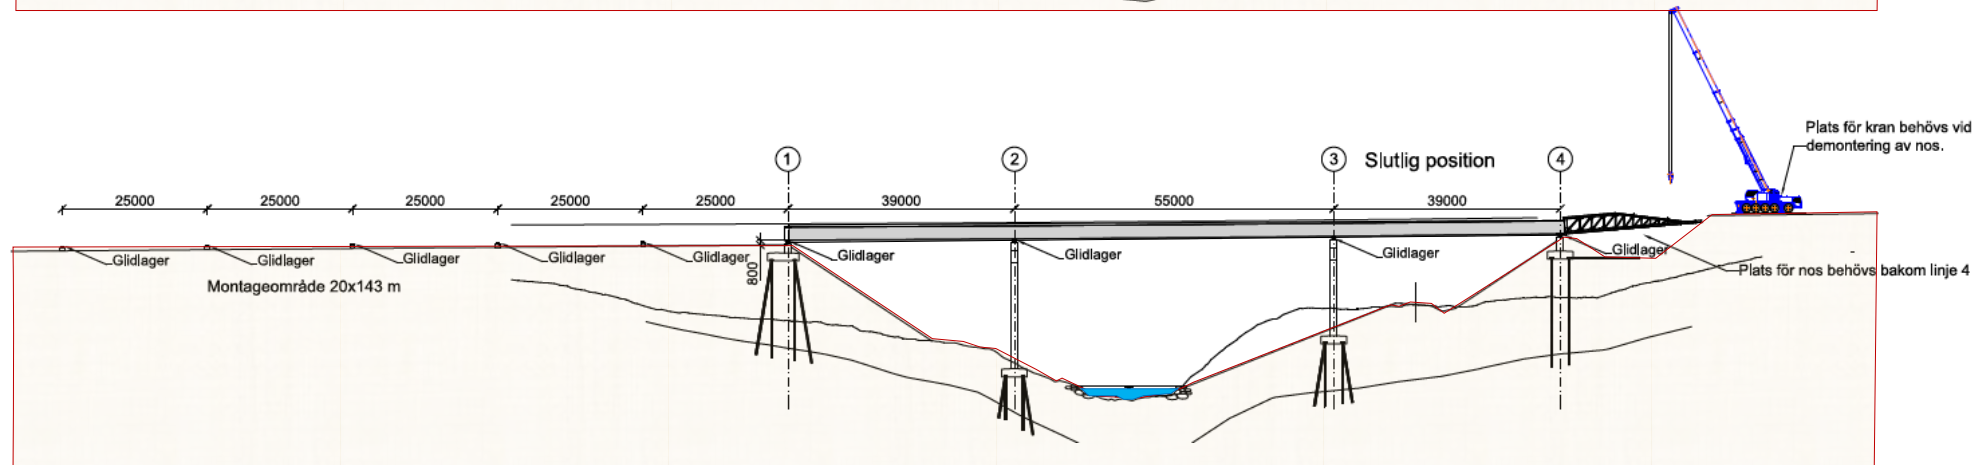 Plats för kran behövs vid
demontering av nos.
1
2
3
Slutlig position
4
25000
25000
25000
25000
25000
39000
55000
39000
Glidlager
Glidlager
Glidlager
Glidlager
Glidlager
Glidlager
Glidlager
Glidlager
Glidlager
800
Plats för nos behövs bakom linje 4
Montageområde 20x143 m